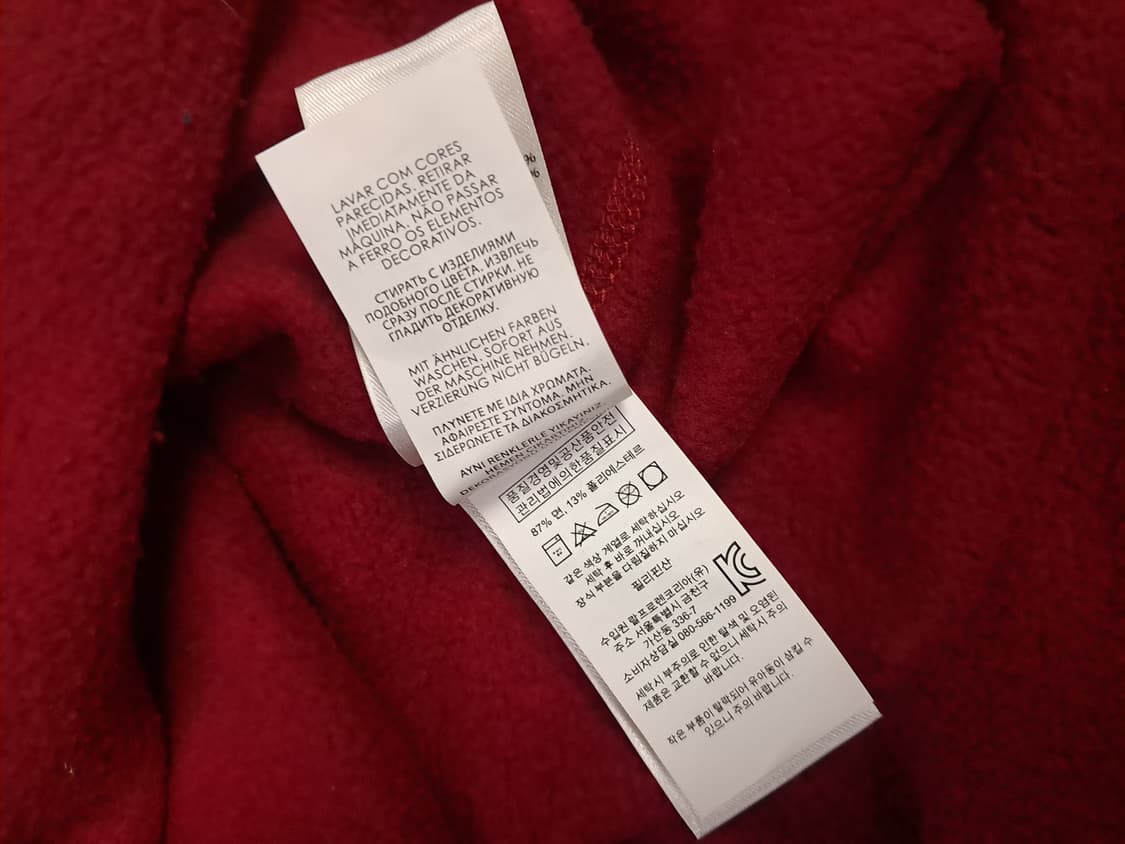 LAVAR COM CORES
PARECIDAS. RETIRAR
IMEDIATAMENTE DA
MÁQUINA. NÃO PASSAR
A FERRO OS ELEMENTOS
DECORATIVOS.
СТИРАТЬ С ИЗДЕЛИЯМИ
ПОДОБНОГО ЦВЕТА. ИЗВЛЕЧЬ
СРАЗУ ПОСЛЕ СТИРКИ. НЕ
ГЛАДИТЬ ДЕКОРАТИВНУЮ
ОТДЕЛКУ.
MIT ÄHNLICHEN FARBEN
WASCHEN. SOFORT AUS
DER MASCHINE NEHMEN.
VERZIERUNG NICHT BÜGELN.
ΠΛΥΝΕΤΕ ΜΕ ΙΔΙΑ ΧΡΩΜΑΤΑ.
ΑΦΑΙΡΕΣΤΕ ΣΥΝΤΟΜΑ. ΜΗΝ
ΣΙΔΕΡΩΝΕΤΕ ΤΑ ΔΙΑΚΟΣΜΗΤΙΚΑ.
AYNI RENKLERLE YIKAYINIZ.
HEMEN
%
%
품질경영및공산품안전
관리법에의한품질표시
87% 면, 13% 폴리에스테르
같은 색상 계열로 세탁하십시오
세탁 후 바로 꺼내십시오
장식 부분을 다림질하지 마십시오
필리핀산
수입원 랄프로렌코리아(유)
주소 서울특별시 금천구
가산동 336-7
소비자상담실 080-566-1199
세탁시 부주의로 인한 탈색 및 오염된
제품은 교환할 수 없으니 세탁시 주의
바랍니다.
작은 부품이 탈락되어 유아동이 삼킬 수
있으니 주의 바랍니다.